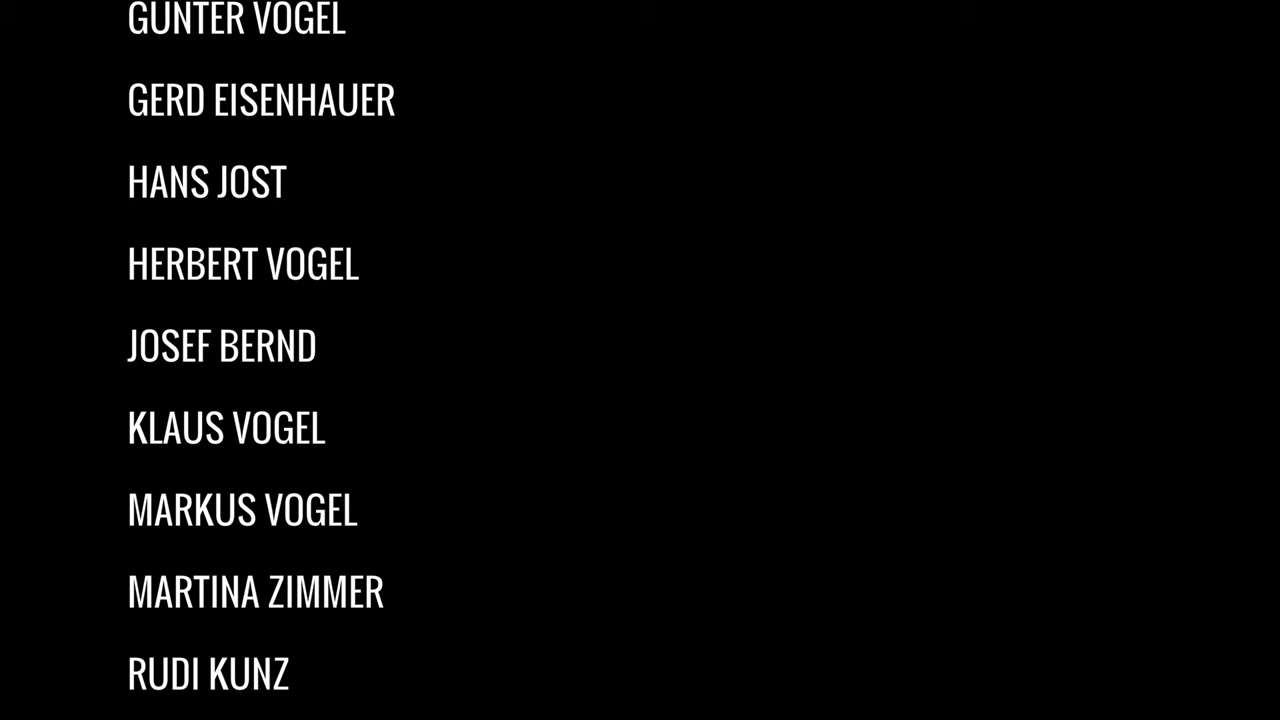 GUNTER VOGEL
GERD EISENHAUER
HANS JOST
HERBERT VOGEL
JOSEF BERND
KLAUS VOGEL
MARKUS VOGEL
MARTINA ZIMMER
RUDI KUNZ